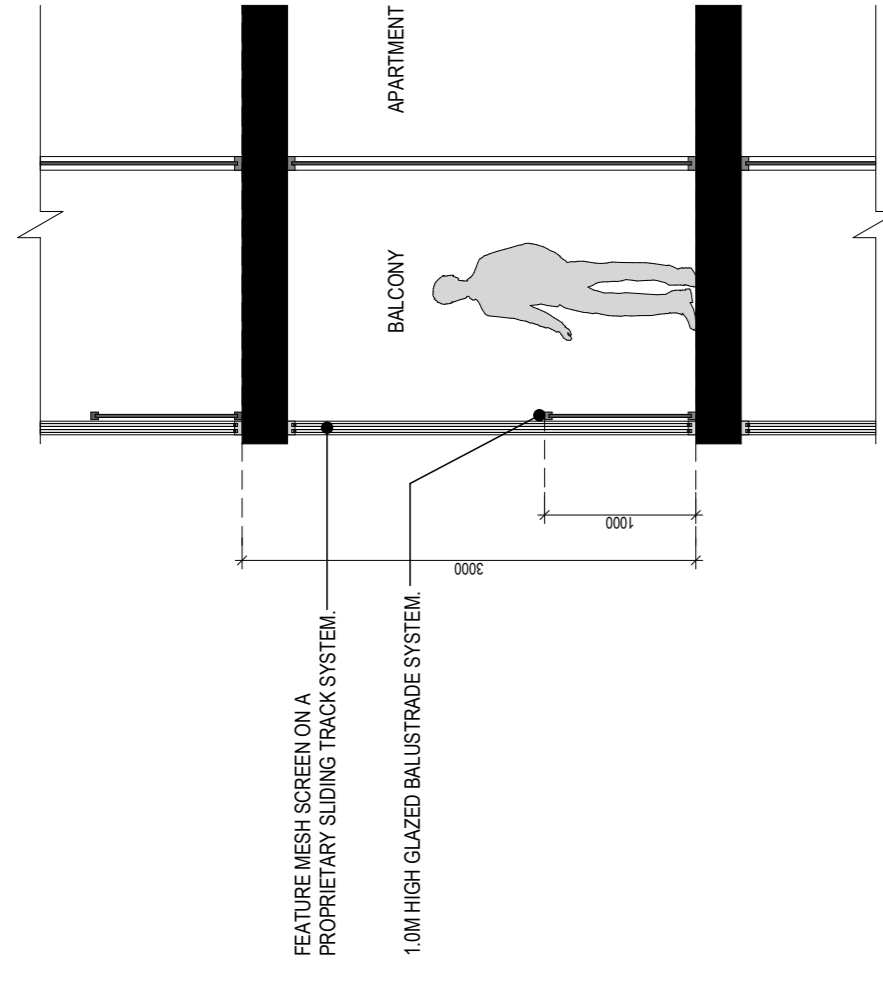 APARTMENT
BALCONY
1000
3000
FEATURE MESH SCREEN ON A
PROPRIETARY SLIDING TRACK SYSTEM.
1.0M HIGH GLAZED BALUSTRADE SYSTEM.